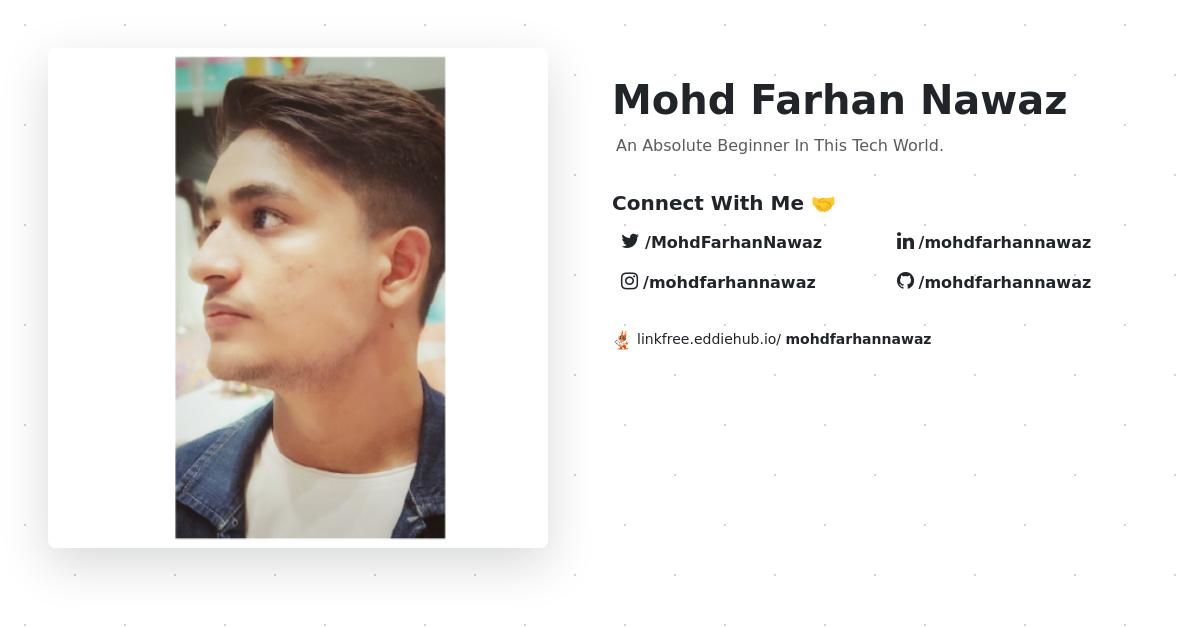 Mohd Farhan Nawaz
An Absolute Beginner In This Tech World.
Connect With Me 🤝
/MohdFarhanNawaz
/mohdfarhannawaz
/mohdfarhannawaz
/mohdfarhannawaz
linkfree.eddiehub.io/ mohdfarhannawaz